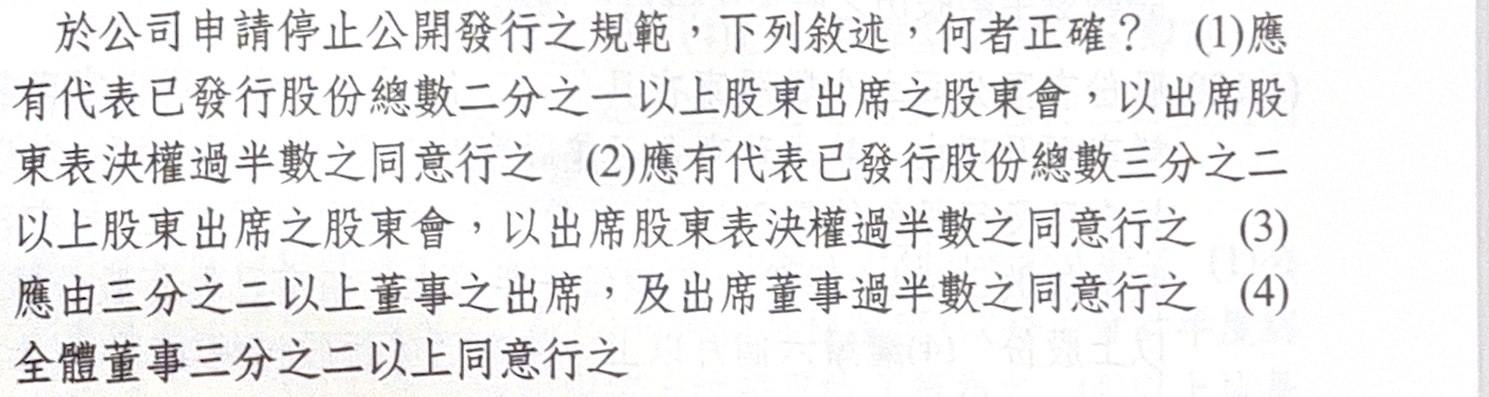 於公司申請停止公開發行之規範，下列敘述，何者正確？ (1)應
有代表已發行股份總數二分之一以上股東出席之股東會，以出席股
東表決權過半數之同意行之 (2)應有代表已發行股份總數三分之二
以上股東出席之股東會，以出席股東表決權過半數之同意行之 (3)
應由三分之二以上董事之出席，及出席董事過半數之同意行之 (4)
全體董事三分之二以上同意行之